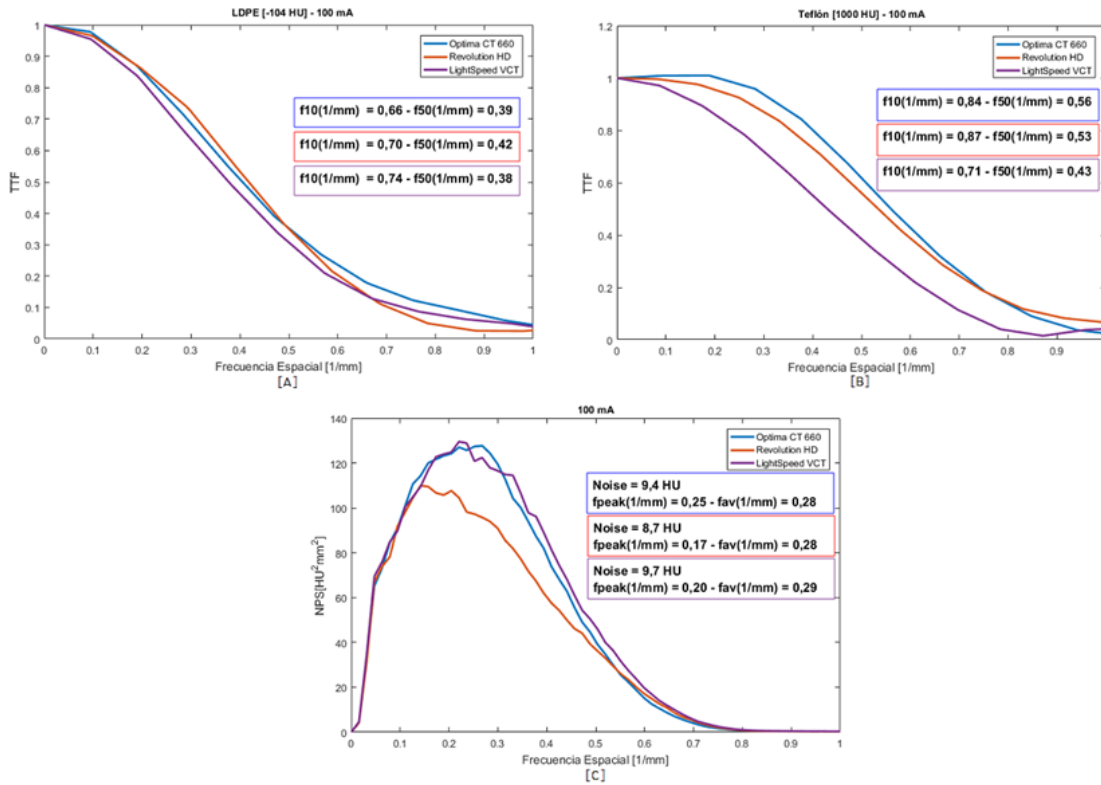 LDPE [-104 HU] - 100 mA
1
0.9
0.8
0.7
0.6
0.5
0.4
0.3
0.2
0.1
0
TTF
Optima CT 660
Revolution HD
LightSpeed VCT
f10(1/mm) = 0,66 - f50(1/mm) = 0,39
f10(1/mm) = 0,70 - f50(1/mm) = 0,42
f10(1/mm) = 0,74 - f50(1/mm) = 0,38
0 0.1 0.2 0.3 0.4 0.5 0.6 0.7 0.8 0.9 1
Frecuencia Espacial [1/mm]
[A]
Teflón [1000 HU] - 100 mA
1.2
1
0.8
0.6
0.4
0.2
0
TTF
Optima CT 660
Revolution HD
LightSpeed VCT
f10(1/mm) = 0,84 - f50(1/mm) = 0,56
f10(1/mm) = 0,87 - f50(1/mm) = 0,53
f10(1/mm) = 0,71 - f50(1/mm) = 0,43
0 0.1 0.2 0.3 0.4 0.5 0.6 0.7 0.8 0.9
Frecuencia Espacial [1/mm]
[B]
100 mA
140
120
100
80
60
40
20
0
NPS[HU²mm²]
Optima CT 660
Revolution HD
LightSpeed VCT
Noise = 9,4 HU
fpeak(1/mm) = 0,25 - fav(1/mm) = 0,28
Noise = 8,7 HU
fpeak(1/mm) = 0,17 - fav(1/mm) = 0,28
Noise = 9,7 HU
fpeak(1/mm) = 0,20 - fav(1/mm) = 0,29
0 0.1 0.2 0.3 0.4 0.5 0.6 0.7 0.8 0.9 1
Frecuencia Espacial [1/mm]
[C]